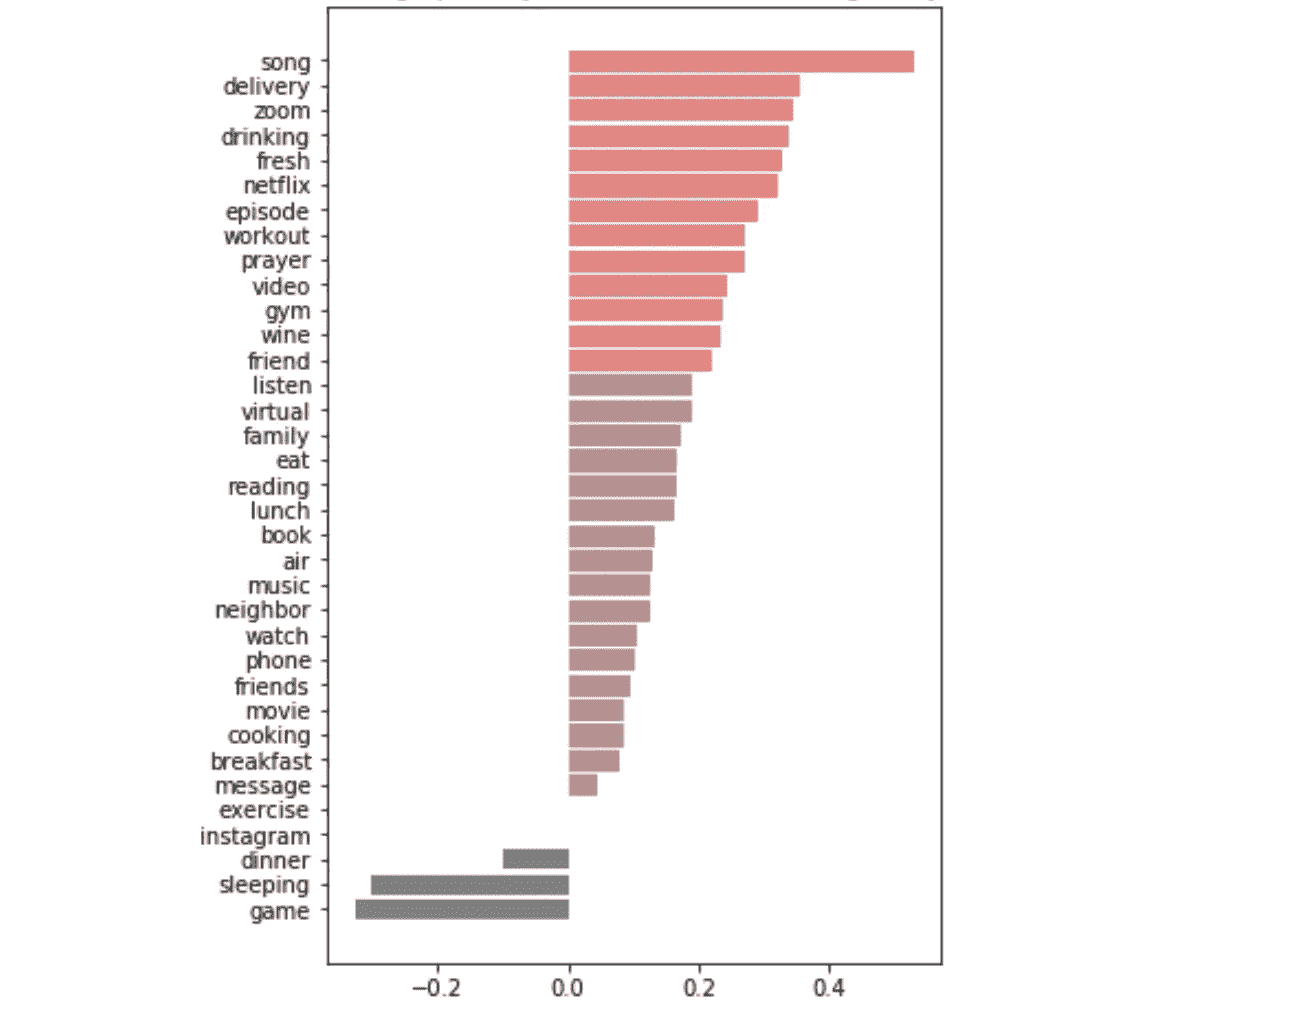 song
delivery
zoom
drinking
fresh
netflix
episode
workout
prayer
video
gym
wine
friend
listen
virtual
family
eat
reading
lunch
book
air
music
neighbor
watch
phone
friends
movie
cooking
breakfast
message
exercise
instagram
dinner
sleeping
game
−0.2 0.0 0.2 0.4